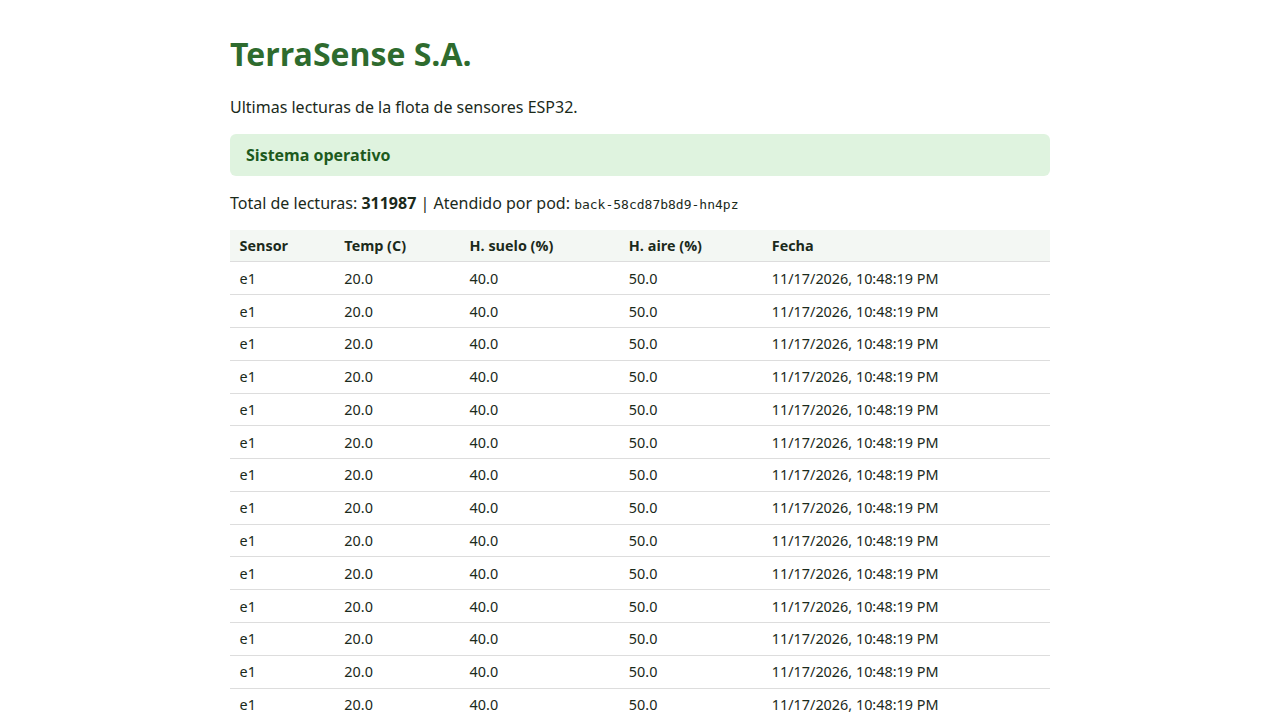 TerraSense S.A.
Ultimas lecturas de la flota de sensores ESP32.
Sistema operativo
Total de lecturas: 311987 | Atendido por pod: back-58cd87b8d9-hn4pz
Sensor Temp (C) H. suelo (%) H. aire (%) Fecha
e1 20.0 40.0 50.0 11/17/2026, 10:48:19 PM
e1 20.0 40.0 50.0 11/17/2026, 10:48:19 PM
e1 20.0 40.0 50.0 11/17/2026, 10:48:19 PM
e1 20.0 40.0 50.0 11/17/2026, 10:48:19 PM
e1 20.0 40.0 50.0 11/17/2026, 10:48:19 PM
e1 20.0 40.0 50.0 11/17/2026, 10:48:19 PM
e1 20.0 40.0 50.0 11/17/2026, 10:48:19 PM
e1 20.0 40.0 50.0 11/17/2026, 10:48:19 PM
e1 20.0 40.0 50.0 11/17/2026, 10:48:19 PM
e1 20.0 40.0 50.0 11/17/2026, 10:48:19 PM
e1 20.0 40.0 50.0 11/17/2026, 10:48:19 PM
e1 20.0 40.0 50.0 11/17/2026, 10:48:19 PM
e1 20.0 40.0 50.0 11/17/2026, 10:48:19 PM
e1 20.0 40.0 50.0 11/17/2026, 10:48:19 PM